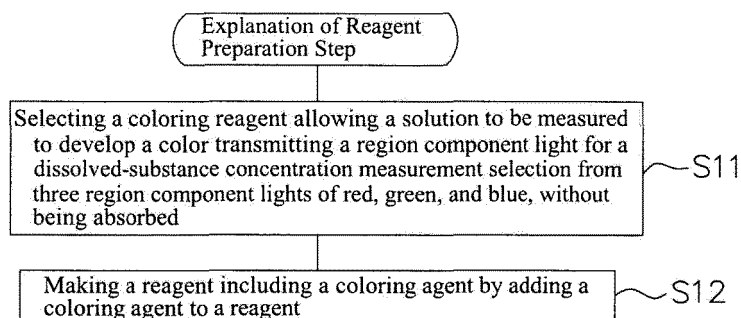 Explanation of Reagent
Preparation Step
Selecting a coloring reagent allowing a solution to be measured
to develop a color transmitting a region component light for a
dissolved-substance concentration measurement selection from
three region component lights of red, green, and blue, without
being absorbed
S11
Making a reagent including a coloring agent by adding a
coloring agent to a reagent
S12